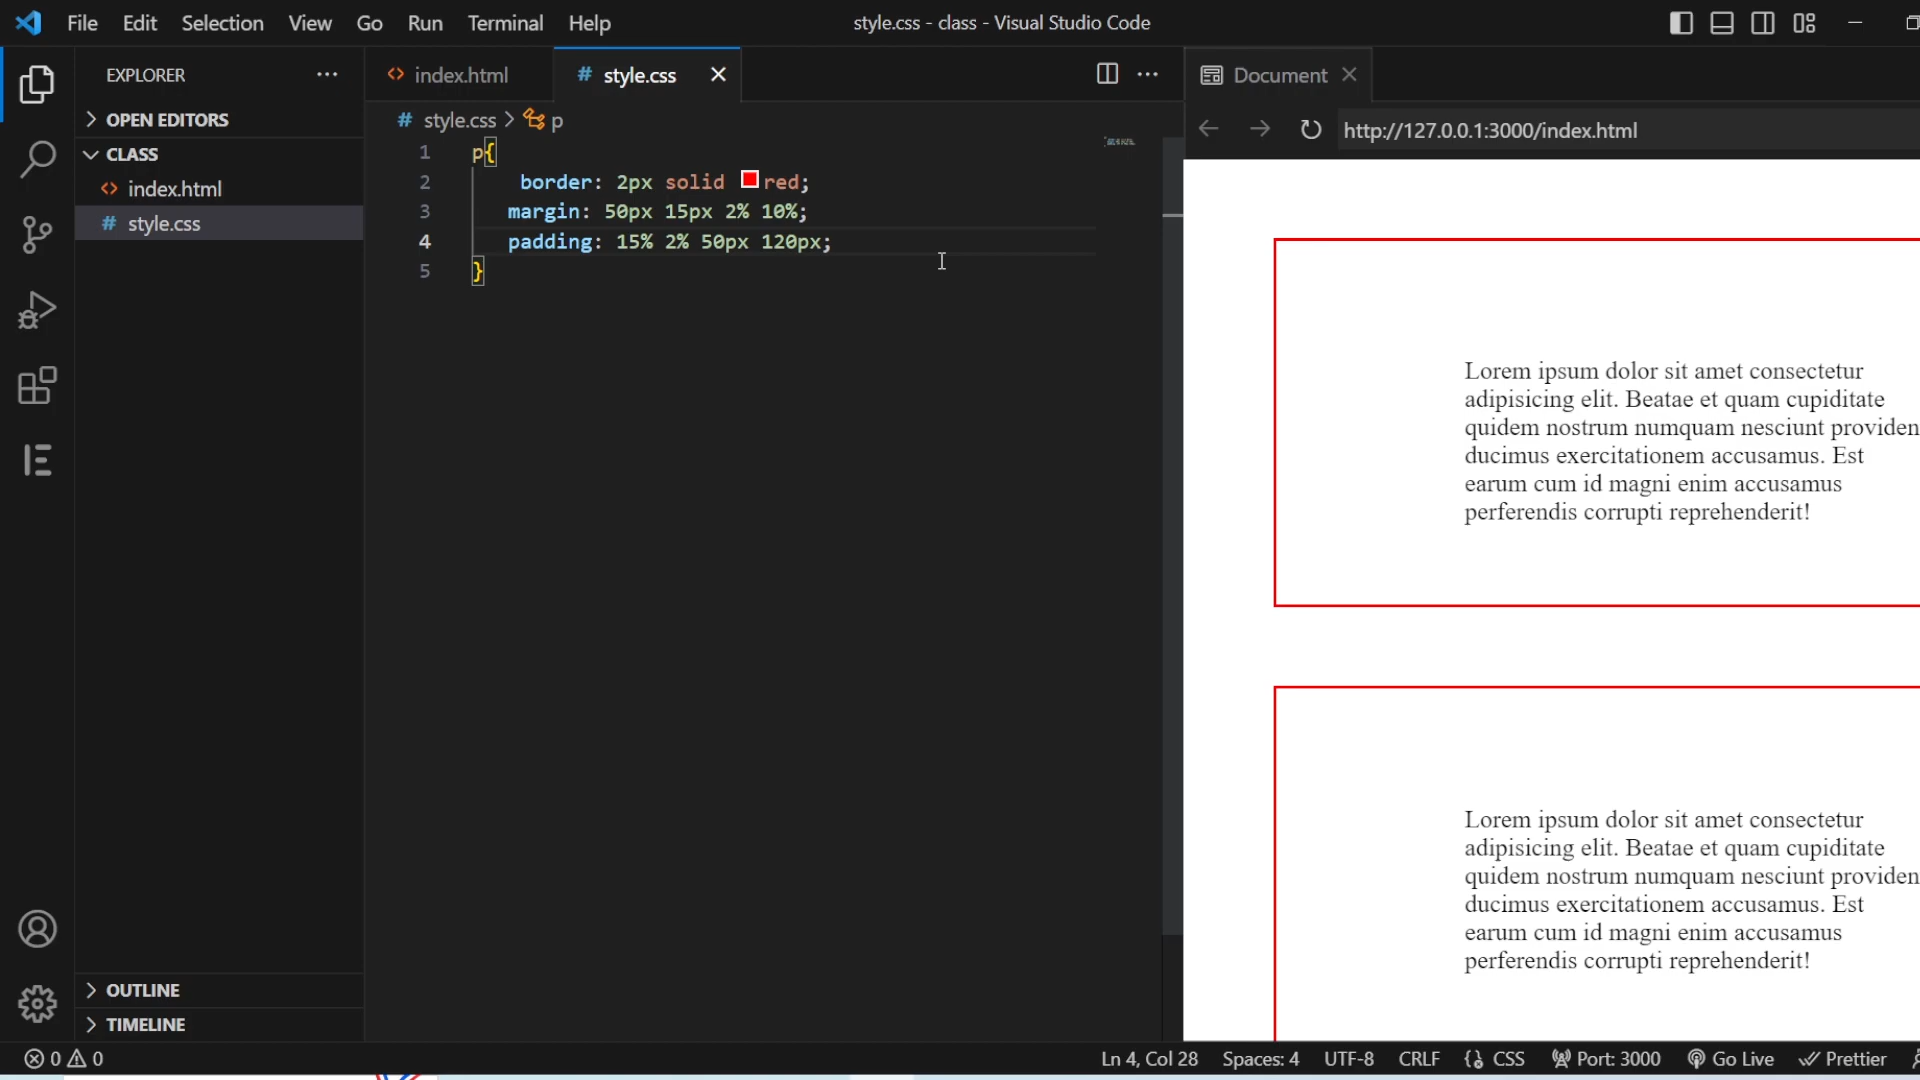 File Edit Selection View Go Run Terminal Help
style.css - class - Visual Studio Code
EXPLORER
OPEN EDITORS
CLASS
index.html
style.css
OUTLINE
TIMELINE
index.html
# style.css
# style.css > p
1 p{
2 border: 2px solid red;
3 margin: 50px 15px 2% 10%;
4 padding: 15% 2% 50px 120px;
5 }
Document
http://127.0.0.1:3000/index.html
Lorem ipsum dolor sit amet consectetur
adipisicing elit. Beatae et quam cupiditate
quidem nostrum numquam nesciunt providen
ducimus exercitationem accusamus. Est
earum cum id magni enim accusamus
perferendis corrupti reprehenderit!
Lorem ipsum dolor sit amet consectetur
adipisicing elit. Beatae et quam cupiditate
quidem nostrum numquam nesciunt providen
ducimus exercitationem accusamus. Est
earum cum id magni enim accusamus
perferendis corrupti reprehenderit!
0 0 Ln 4, Col 28 Spaces: 4 UTF-8 CRLF {} CSS Port: 3000 Go Live Prettier